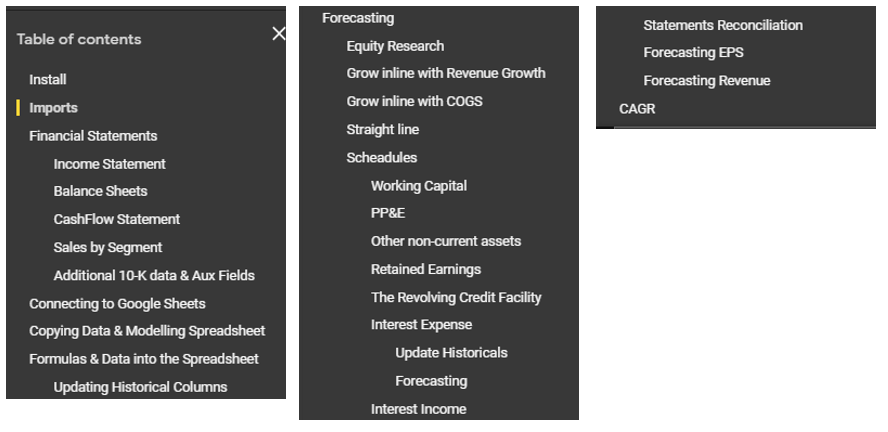 Table of contents
Install
Imports
Financial Statements
Income Statement
Balance Sheets
CashFlow Statement
Sales by Segment
Additional 10-K data & Aux Fields
Connecting to Google Sheets
Copying Data & Modelling Spreadsheet
Formulas & Data into the Spreadsheet
Updating Historical Columns
Forecasting
Equity Research
Grow inline with Revenue Growth
Grow inline with COGS
Straight line
Scheadules
Working Capital
PP&E
Other non-current assets
Retained Earnings
The Revolving Credit Facility
Interest Expense
Update Historicals
Forecasting
Interest Income
Statements Reconciliation
Forecasting EPS
Forecasting Revenue
CAGR